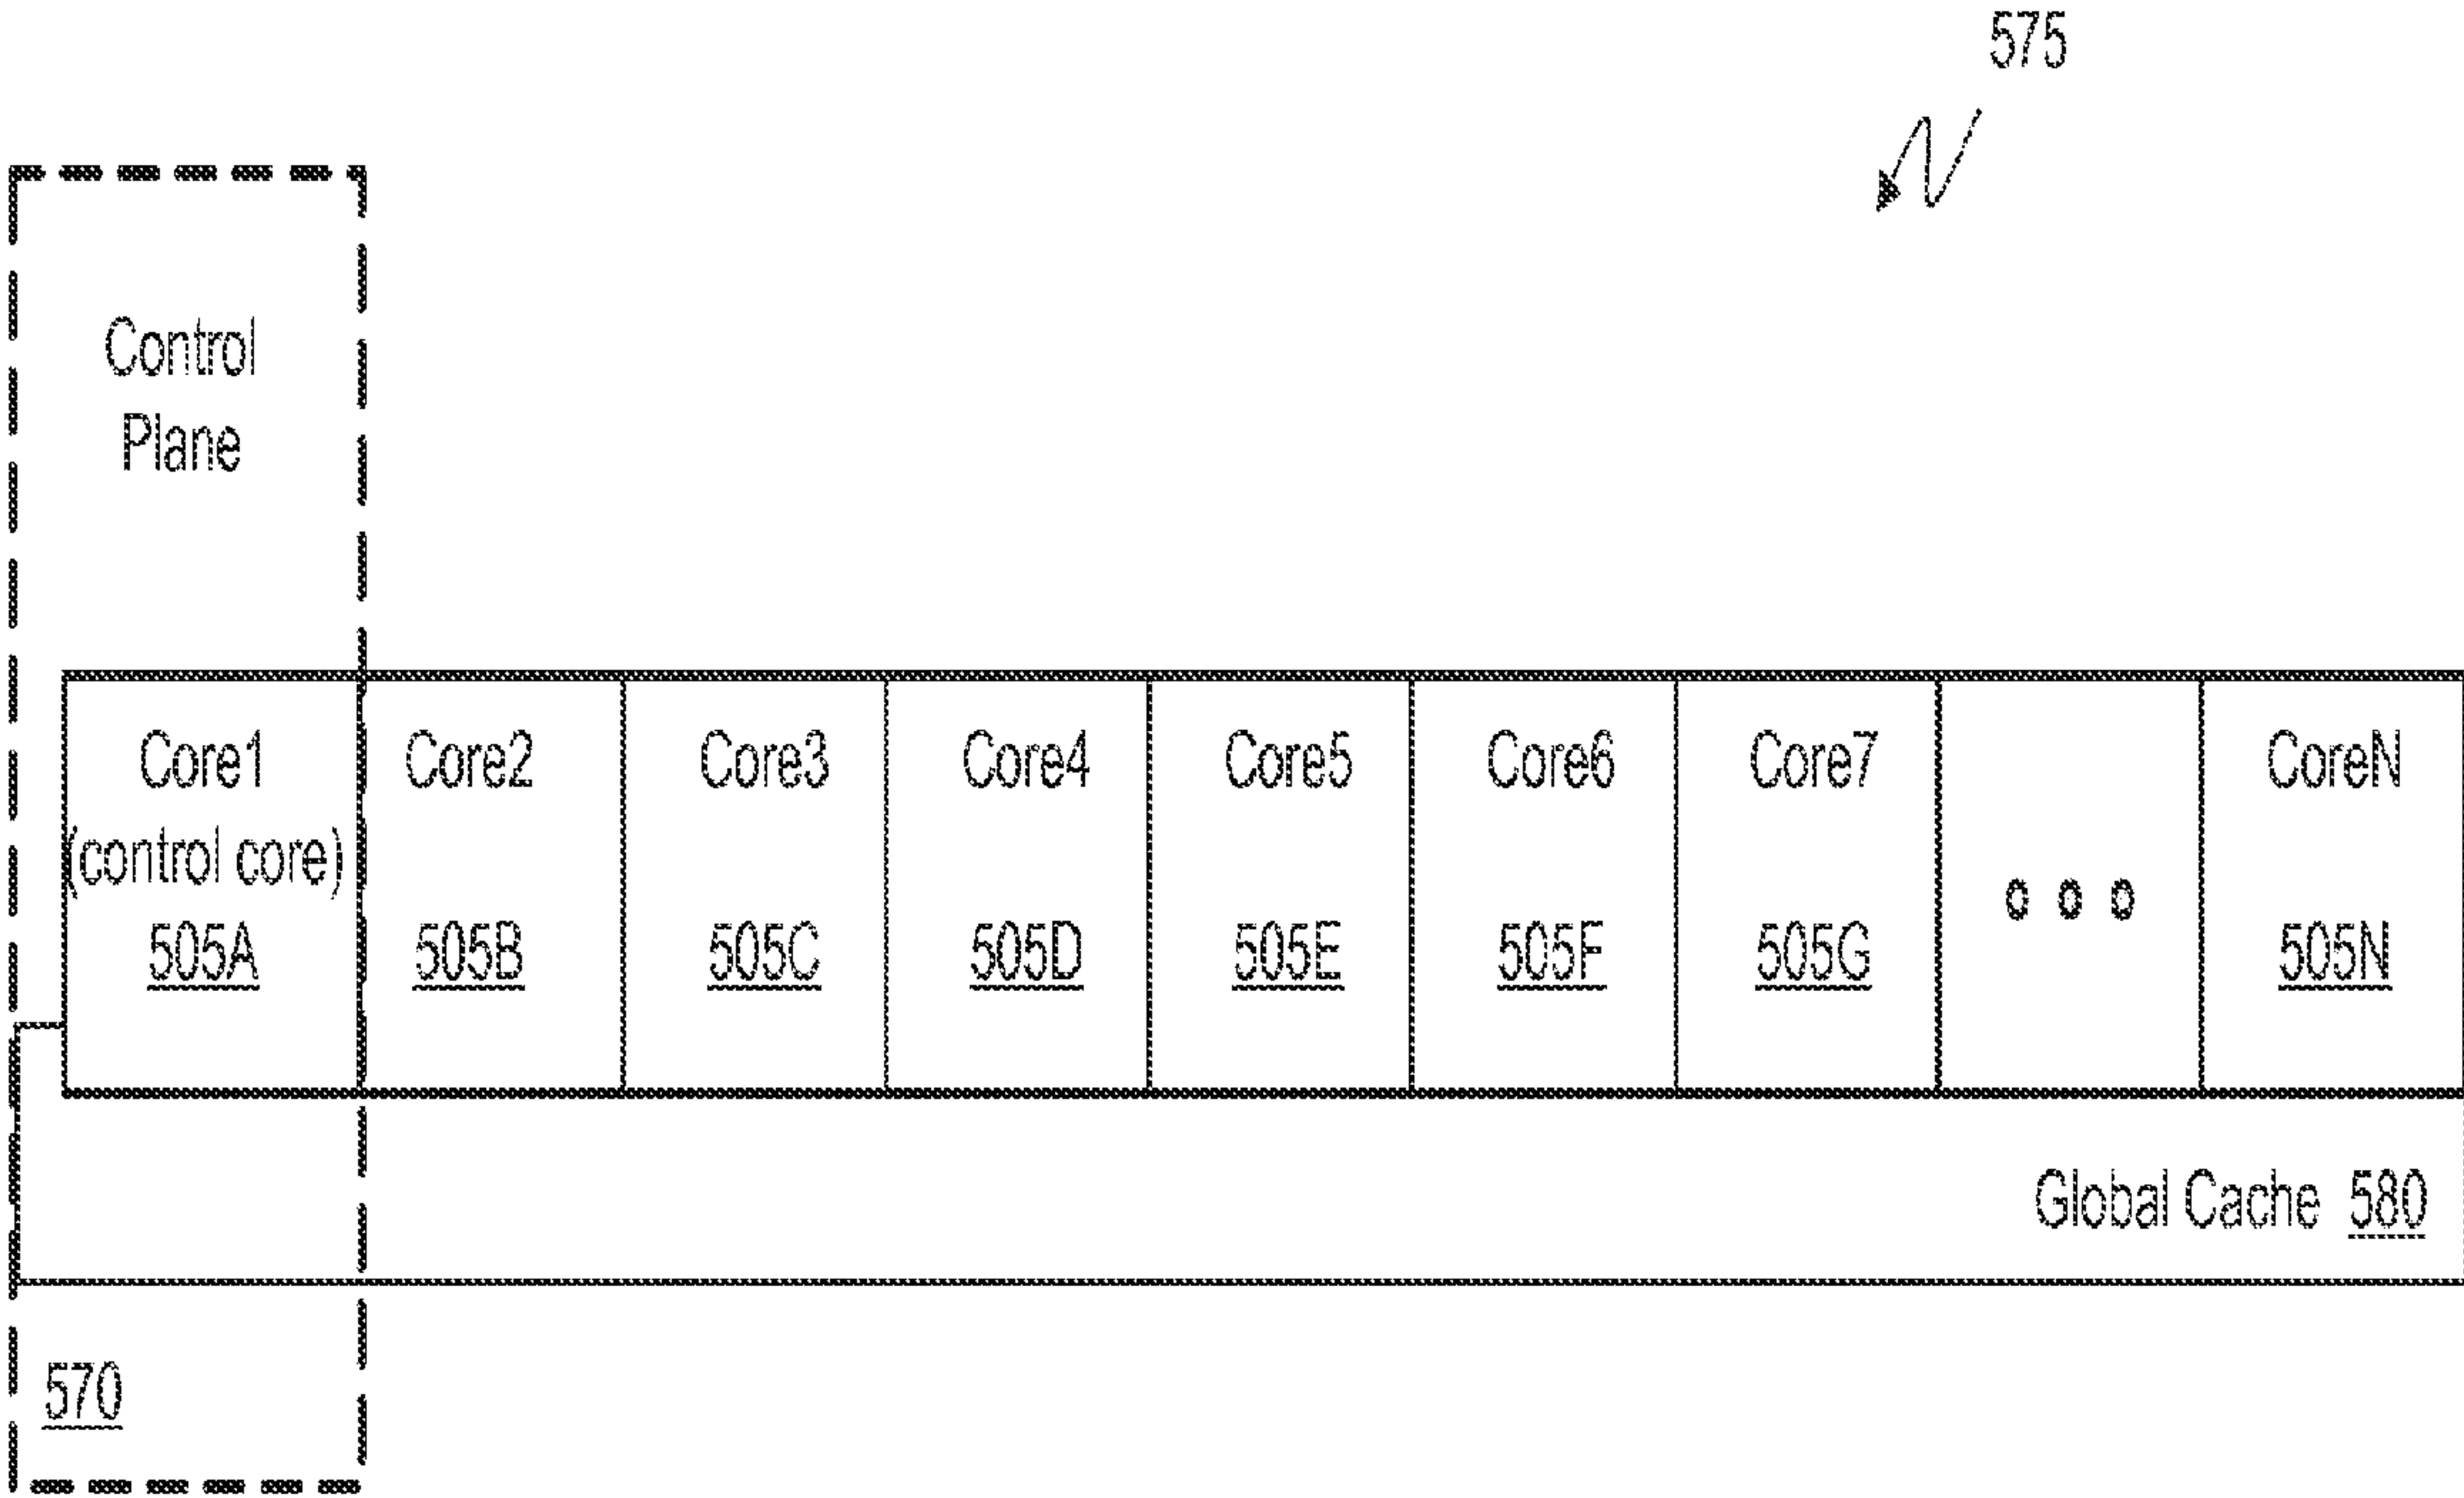 575
Control
Plane
Core1
(control core)
505A
Core2
505B
Core3
505C
Core4
505D
Core5
505E
Core6
505F
Core7
505G
CoreN
505N
Global Cache 580
570